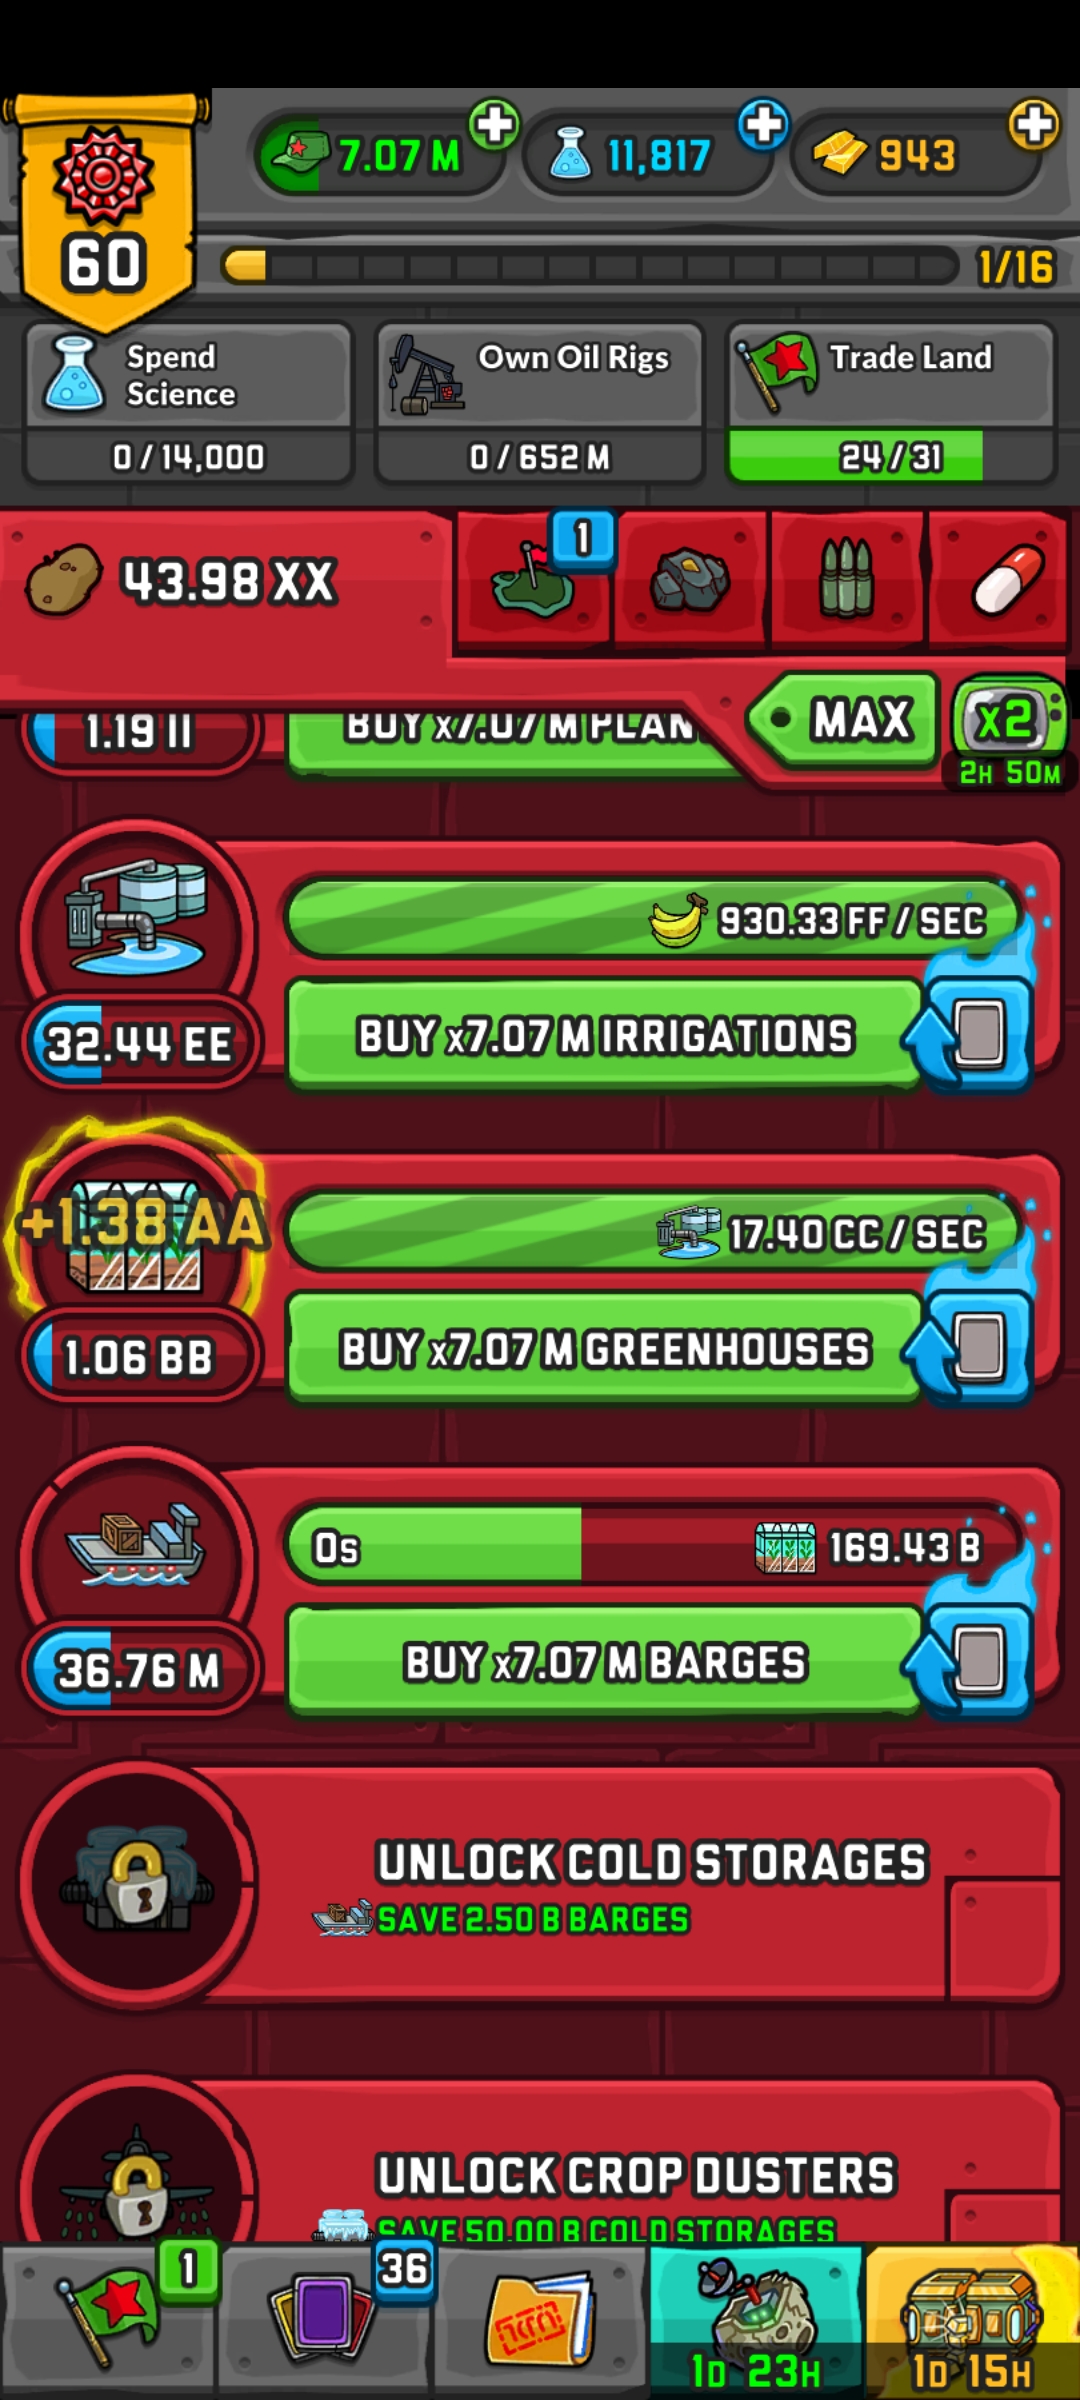 7.07 M
11,817
943
60
1/16
Spend
Science
0 / 14,000
Own Oil Rigs
0 / 652 M
Trade Land
24 / 31
43.98 XX
1
MAX
x2
2H 50M
1.19 II
BUY x7.07 M PLAN
930.33 FF / SEC
32.44 EE
BUY x7.07 M IRRIGATIONS
+1.38 AA
17.40 CC / SEC
1.06 BB
BUY x7.07 M GREENHOUSES
0s
169.43 B
36.76 M
BUY x7.07 M BARGES
UNLOCK COLD STORAGES
SAVE 2.50 B BARGES
UNLOCK CROP DUSTERS
SAVE 50.00 B COLD STORAGES
1
36
1D 23H
1D 15H